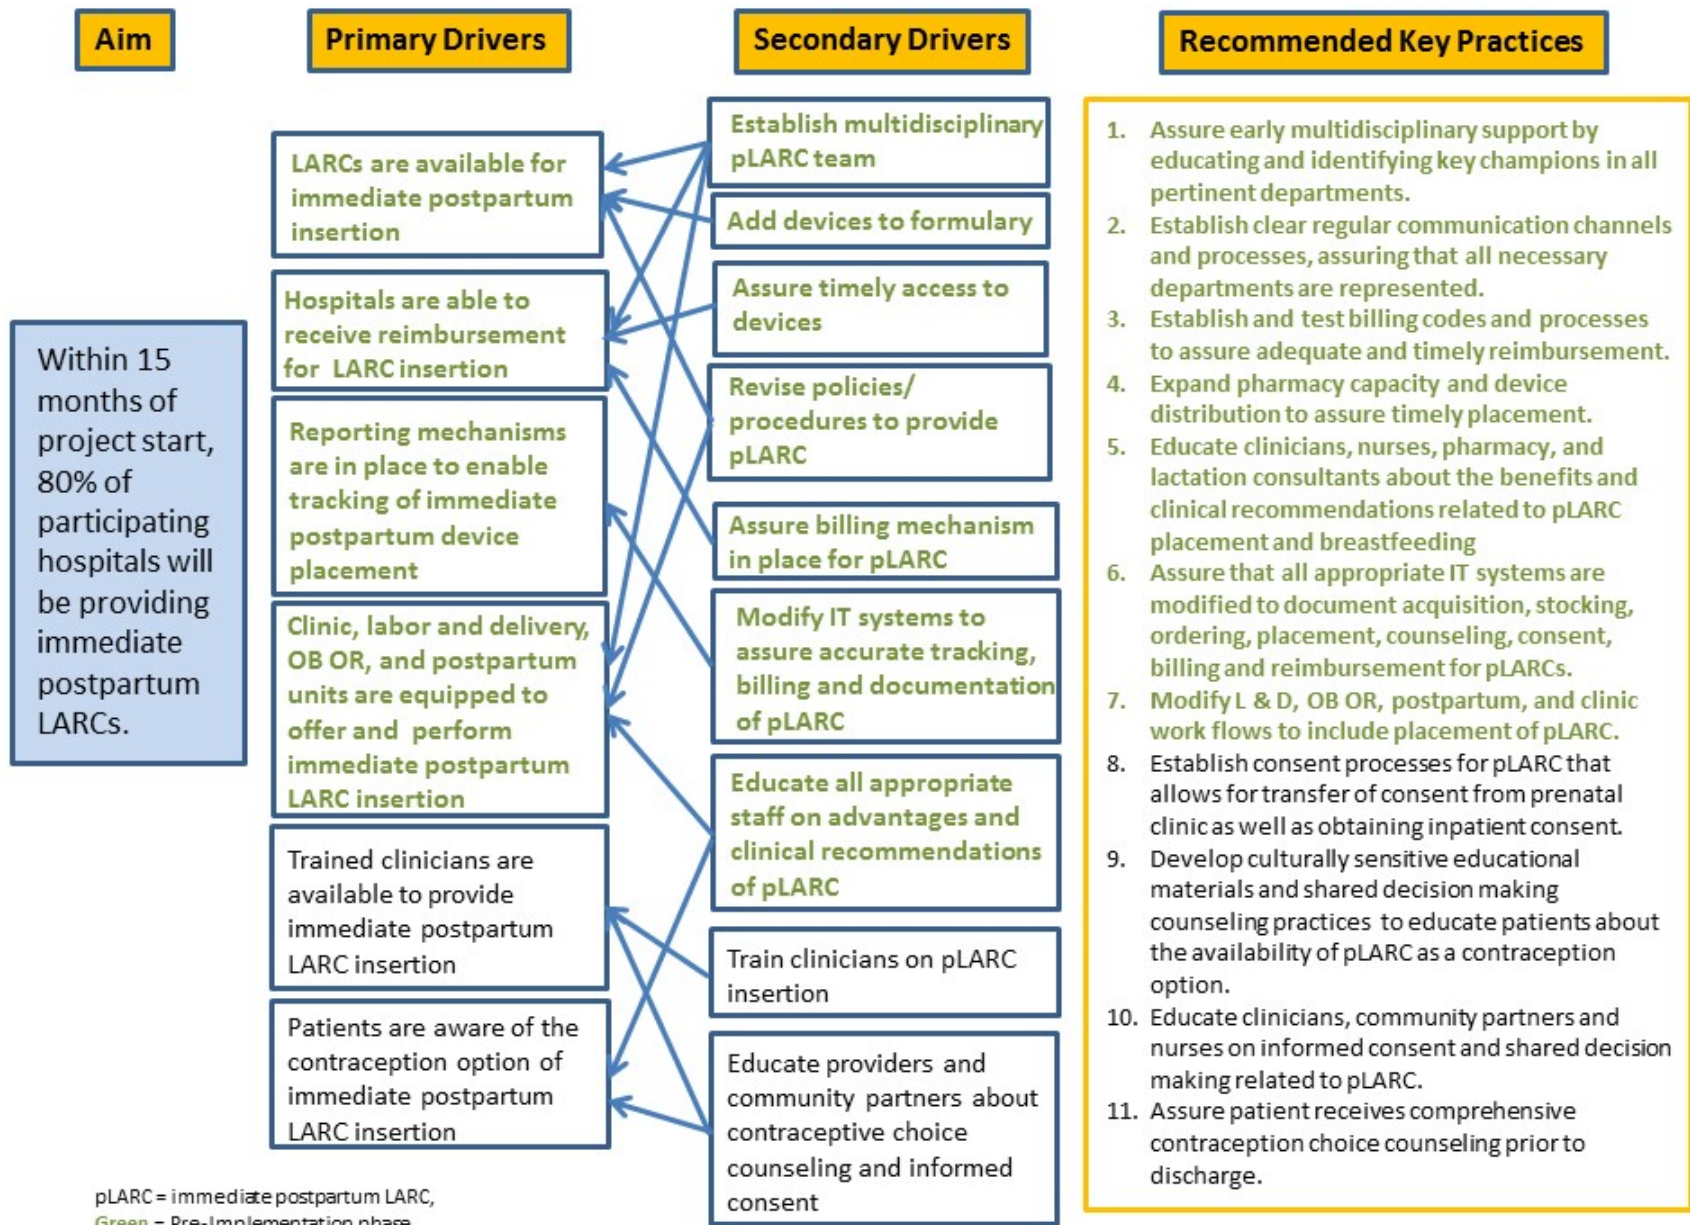 Aim
Primary Drivers
Secondary Drivers
Recommended Key Practices
Within 15
months of
project start,
80% of
participating
hospitals will
be providing
immediate
postpartum
LARCs.
LARCs are available for
immediate postpartum
insertion
Hospitals are able to
receive reimbursement
for LARC insertion
Reporting mechanisms
are in place to enable
tracking of immediate
postpartum device
placement
Clinic, labor and delivery,
OB OR, and postpartum
units are equipped to
offer and perform
immediate postpartum
LARC insertion
Trained clinicians are
available to provide
immediate postpartum
LARC insertion
Patients are aware of the
contraception option of
immediate postpartum
LARC insertion
Establish multidisciplinary
pLARC team
Add devices to formulary
Assure timely access to
devices
Revise policies/
procedures to provide
pLARC
Assure billing mechanism
in place for pLARC
Modify IT systems to
assure accurate tracking,
billing and documentation
of pLARC
Educate all appropriate
staff on advantages and
clinical recommendations
of pLARC
Train clinicians on pLARC
insertion
Educate providers and
community partners about
contraceptive choice
counseling and informed
consent
1. Assure early multidisciplinary support by
educating and identifying key champions in all
pertinent departments.
2. Establish clear regular communication channels
and processes, assuring that all necessary
departments are represented.
3. Establish and test billing codes and processes
to assure adequate and timely reimbursement.
4. Expand pharmacy capacity and device
distribution to assure timely placement.
5. Educate clinicians, nurses, pharmacy, and
lactation consultants about the benefits and
clinical recommendations related to pLARC
placement and breastfeeding
6. Assure that all appropriate IT systems are
modified to document acquisition, stocking,
ordering, placement, counseling, consent,
billing and reimbursement for pLARCs.
7. Modify L & D, OB OR, postpartum, and clinic
work flows to include placement of pLARC.
8. Establish consent processes for pLARC that
allows for transfer of consent from prenatal
clinic as well as obtaining inpatient consent.
9. Develop culturally sensitive educational
materials and shared decision making
counseling practices to educate patients about
the availability of pLARC as a contraception
option.
10. Educate clinicians, community partners and
nurses on informed consent and shared decision
making related to pLARC.
11. Assure patient receives comprehensive
contraception choice counseling prior to
discharge.
pLARC = immediate postpartum LARC,
Green = Pre-Implementation phase